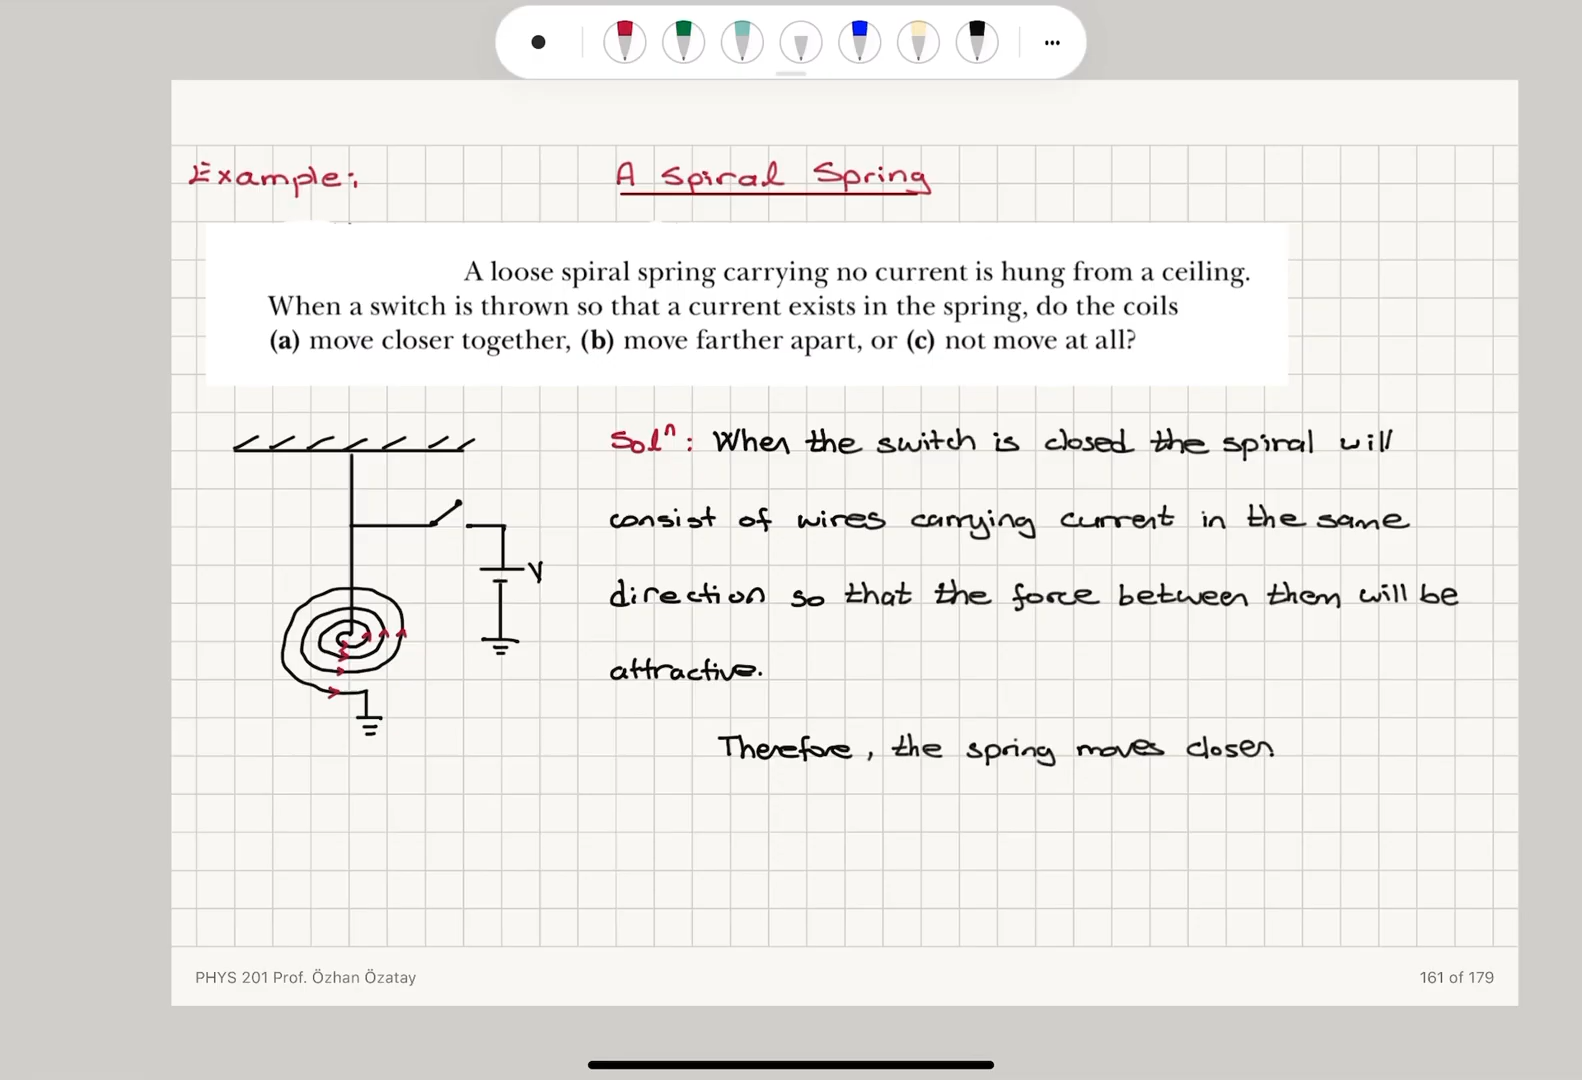 Example:
A Spiral Spring
A loose spiral spring carrying no current is hung from a ceiling.
When a switch is thrown so that a current exists in the spring, do the coils
(a) move closer together, (b) move farther apart, or (c) not move at all?
Solⁿ: When the switch is closed the spiral will
consist of wires carrying current in the same
direction so that the force between them will be
attractive.
Therefore, the spring moves closer.
V
PHYS 201 Prof. Özhan Özatay
161 of 179